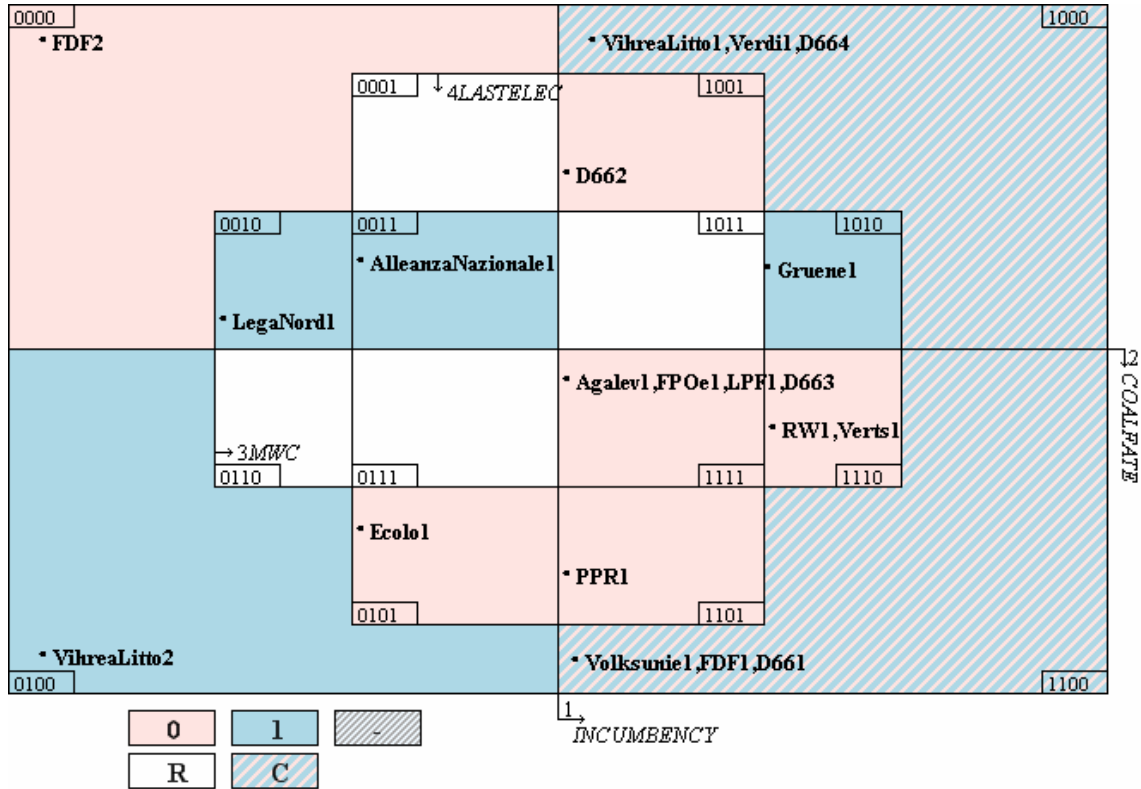 0000
1000
FDF2
VihreaLitto1,Verdi1,D664
0001
4LASTELEC
1001
D662
0010
0011
1011
1010
AlleanzaNazionale1
Gruene1
LegaNord1
2
COALFATE
Agalev1,FPOe1,LPF1,D663
RW1,Verts1
3MWC
0110
0111
1111
1110
Ecolo1
PPR1
0101
1101
VihreaLitto2
Volksunie1,FDF1,D661
0100
1100
1
INCUMBENCY
0
1
-
R
C